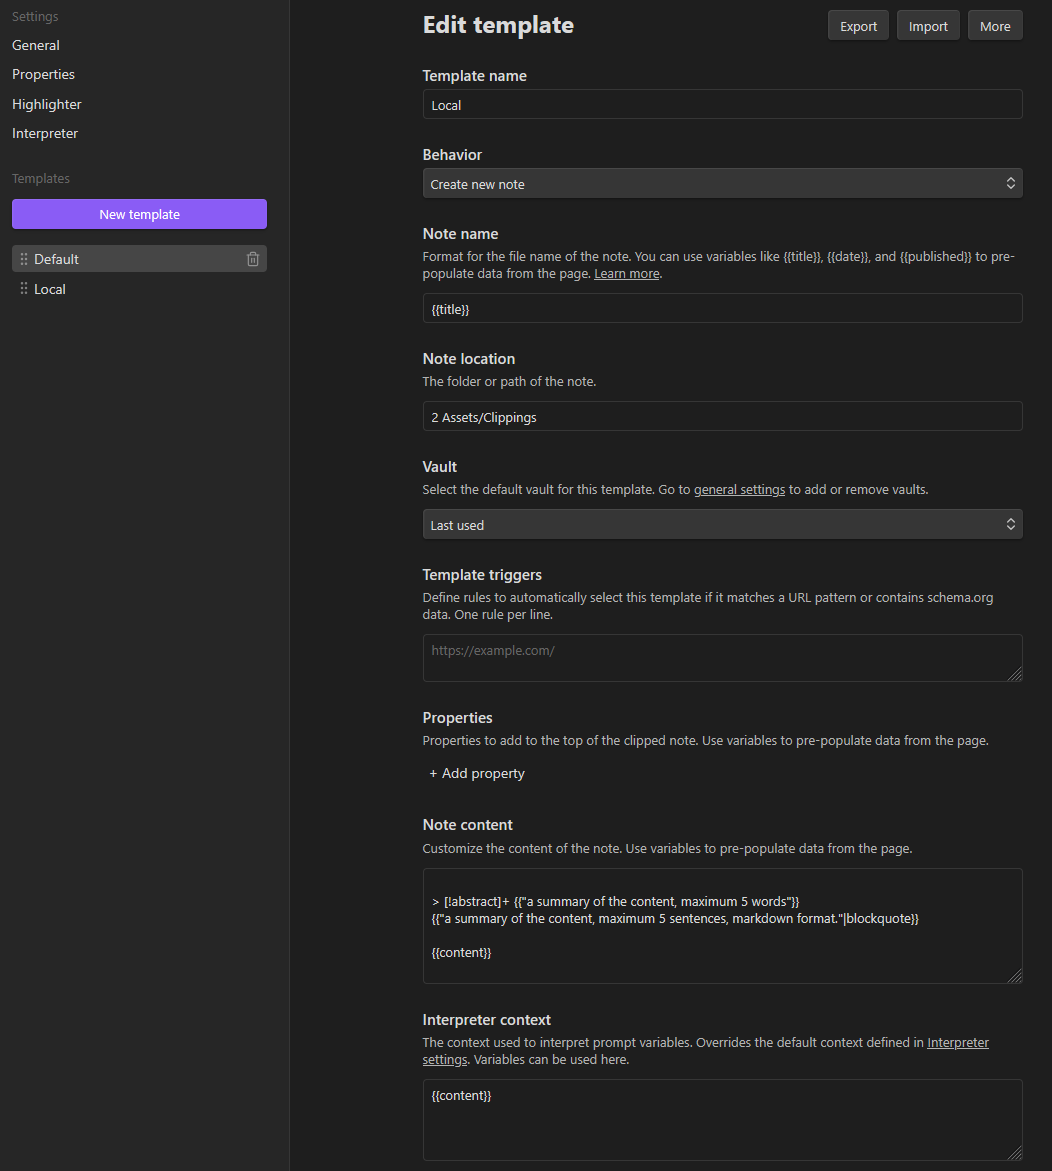 Settings
General
Properties
Highlighter
Interpreter
Templates
New template
Default
Local
Edit template
Export
Import
More
Template name
Local
Behavior
Create new note
Note name
Format for the file name of the note. You can use variables like {{title}}, {{date}}, and {{published}} to pre-
populate data from the page. Learn more.
{{title}}
Note location
The folder or path of the note.
2 Assets/Clippings
Vault
Select the default vault for this template. Go to general settings to add or remove vaults.
Last used
Template triggers
Define rules to automatically select this template if it matches a URL pattern or contains schema.org
data. One rule per line.
https://example.com/
Properties
Properties to add to the top of the clipped note. Use variables to pre-populate data from the page.
+ Add property
Note content
Customize the content of the note. Use variables to pre-populate data from the page.
> [!abstract]+ {{"a summary of the content, maximum 5 words"}}
{{"a summary of the content, maximum 5 sentences, markdown format."|blockquote}}
{{content}}
Interpreter context
The context used to interpret prompt variables. Overrides the default context defined in Interpreter
settings. Variables can be used here.
{{content}}